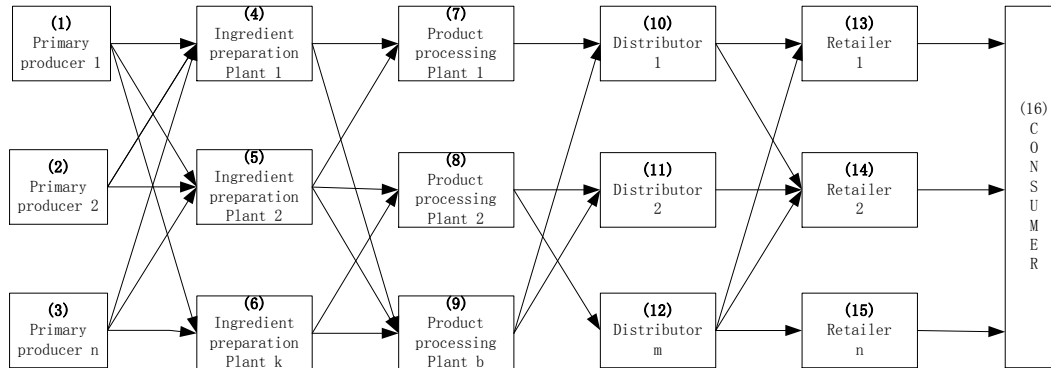 (1)
Primary
producer 1
(4)
Ingredient
preparation
Plant 1
(7)
Product
processing
Plant 1
(10)
Distributor
1
(13)
Retailer
1
(2)
Primary
producer 2
(5)
Ingredient
preparation
Plant 2
(8)
Product
processing
Plant 2
(11)
Distributor
2
(14)
Retailer
2
(3)
Primary
producer n
(6)
Ingredient
preparation
Plant k
(9)
Product
processing
Plant b
(12)
Distributor
m
(15)
Retailer
n
(16)
C
O
N
S
U
M
E
R